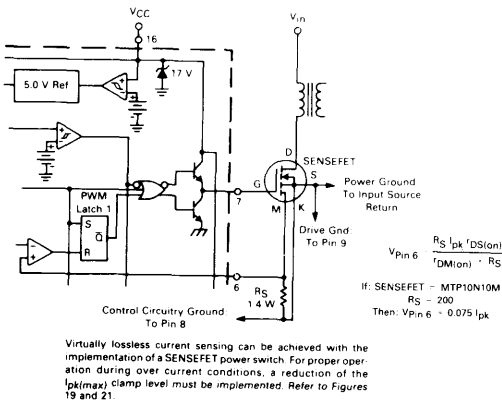 VCC
Vin
16
17 V
5.0 V Ref
D
SENSEFET
S
G
K
M
7
Power Ground
To Input Source
Return
Drive Gnd:
To Pin 9
PWM
Latch 1
S
Q
R
6
RS
1/4 W
Control Circuitry Ground:
To Pin 8
VPin 6 = RS Ipk rDS(on)
rDM(on) + RS
If: SENSEFET = MTP10N10M
RS = 200
Then: VPin 6 = 0.075 Ipk
Virtually lossless current sensing can be achieved with the
implementation of a SENSEFET power switch. For proper oper-
ation during over current conditions, a reduction of the
Ipk(max) clamp level must be implemented. Refer to Figures
19 and 21.